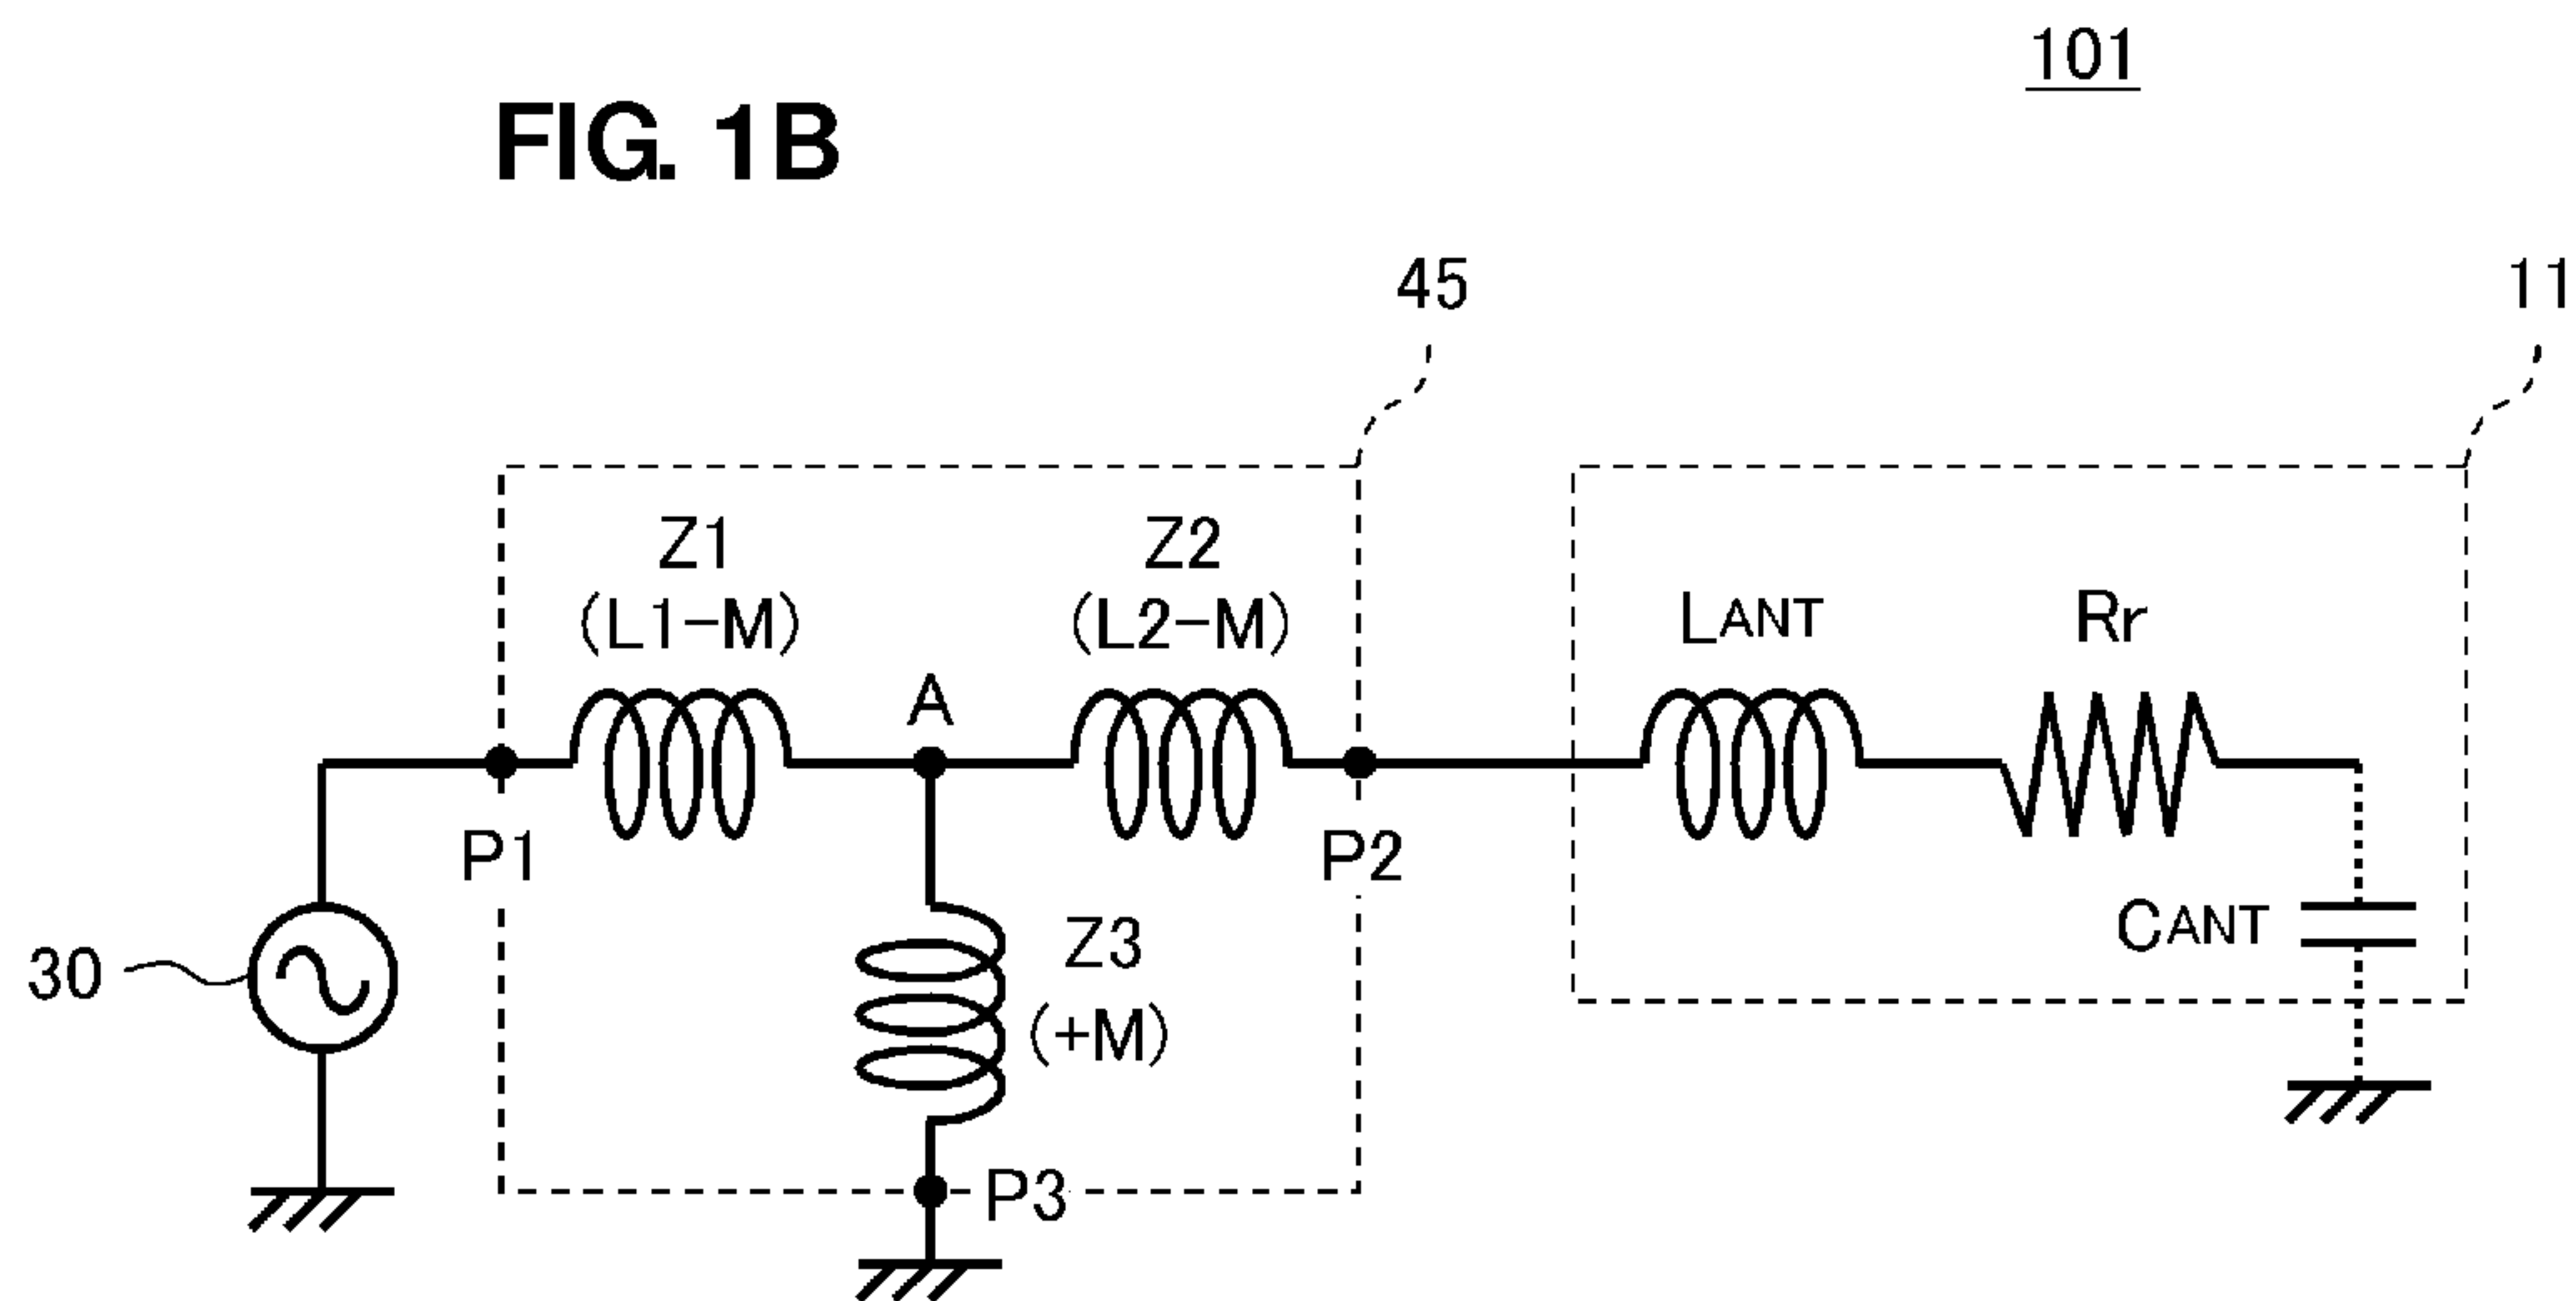 101
FIG. 1B
45
11
Z1
(L1-M)
Z2
(L2-M)
LANT
Rr
A
P1
P2
Z3
(+M)
CANT
30
P3